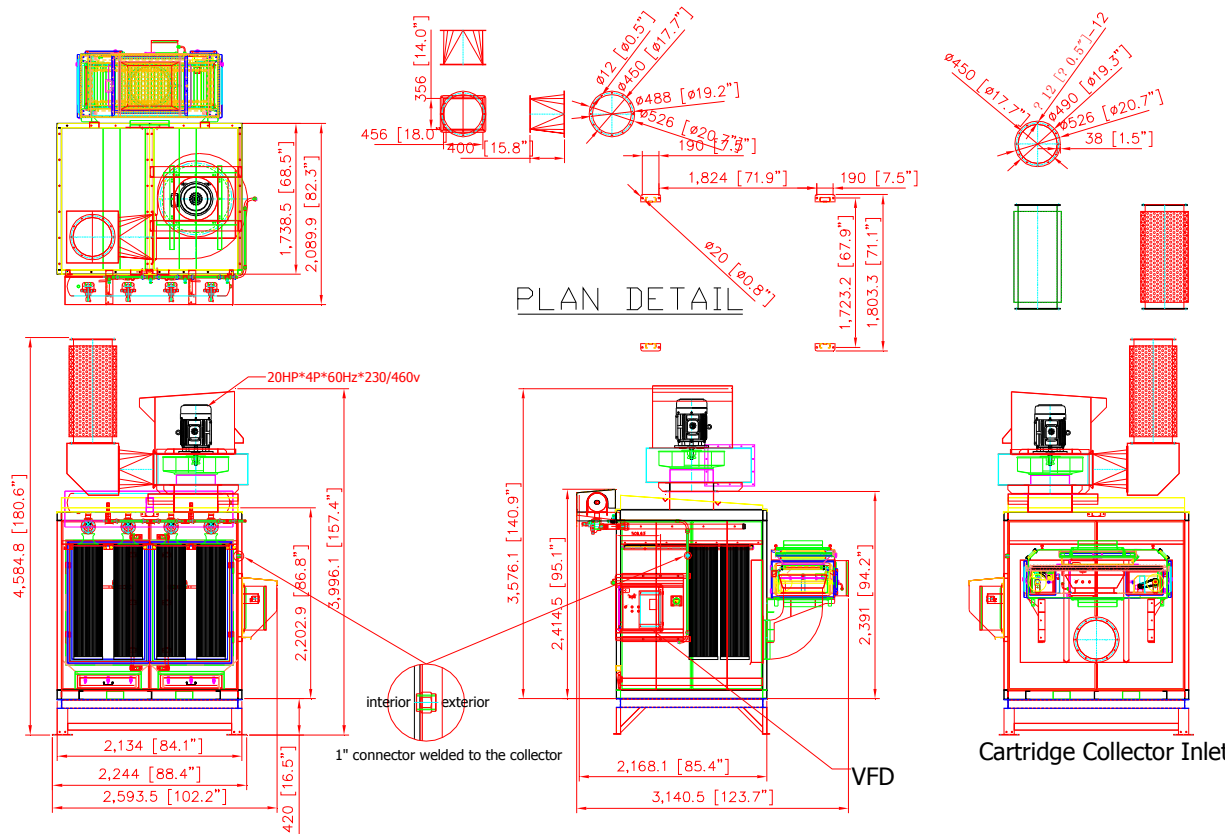 356 [14.0”]
456 [18.0”]
400 [15.8”]
ø12 [ø0.5”]
ø450 [ø17.7”]
ø488 [ø19.2”]
ø526 [ø20.7”]
190 [7.5”]
1,824 [71.9”]
190 [7.5”]
ø20 [ø0.8”]
1,723.2 [67.9”]
1,803.3 [71.1”]
ø450 [ø17.7”]
? 12 [? 0.5”]-12
ø490 [ø19.3”]
ø526 [ø20.7”]
38 [1.5”]
1,738.5 [68.5”]
2,089.9 [82.3”]
PLAN DETAIL
20HP*4P*60Hz*230/460v
4,584.8 [180.6”]
2,202.9 [86.8”]
3,996.1 [157.4”]
3,576.1 [140.9”]
2,414.5 [95.1”]
2,391 [94.2”]
interior
exterior
1" connector welded to the collector
2,134 [84.1”]
2,244 [88.4”]
2,593.5 [102.2”]
420 [16.5”]
2,168.1 [85.4”]
3,140.5 [123.7”]
VFD
Cartridge Collector Inlet